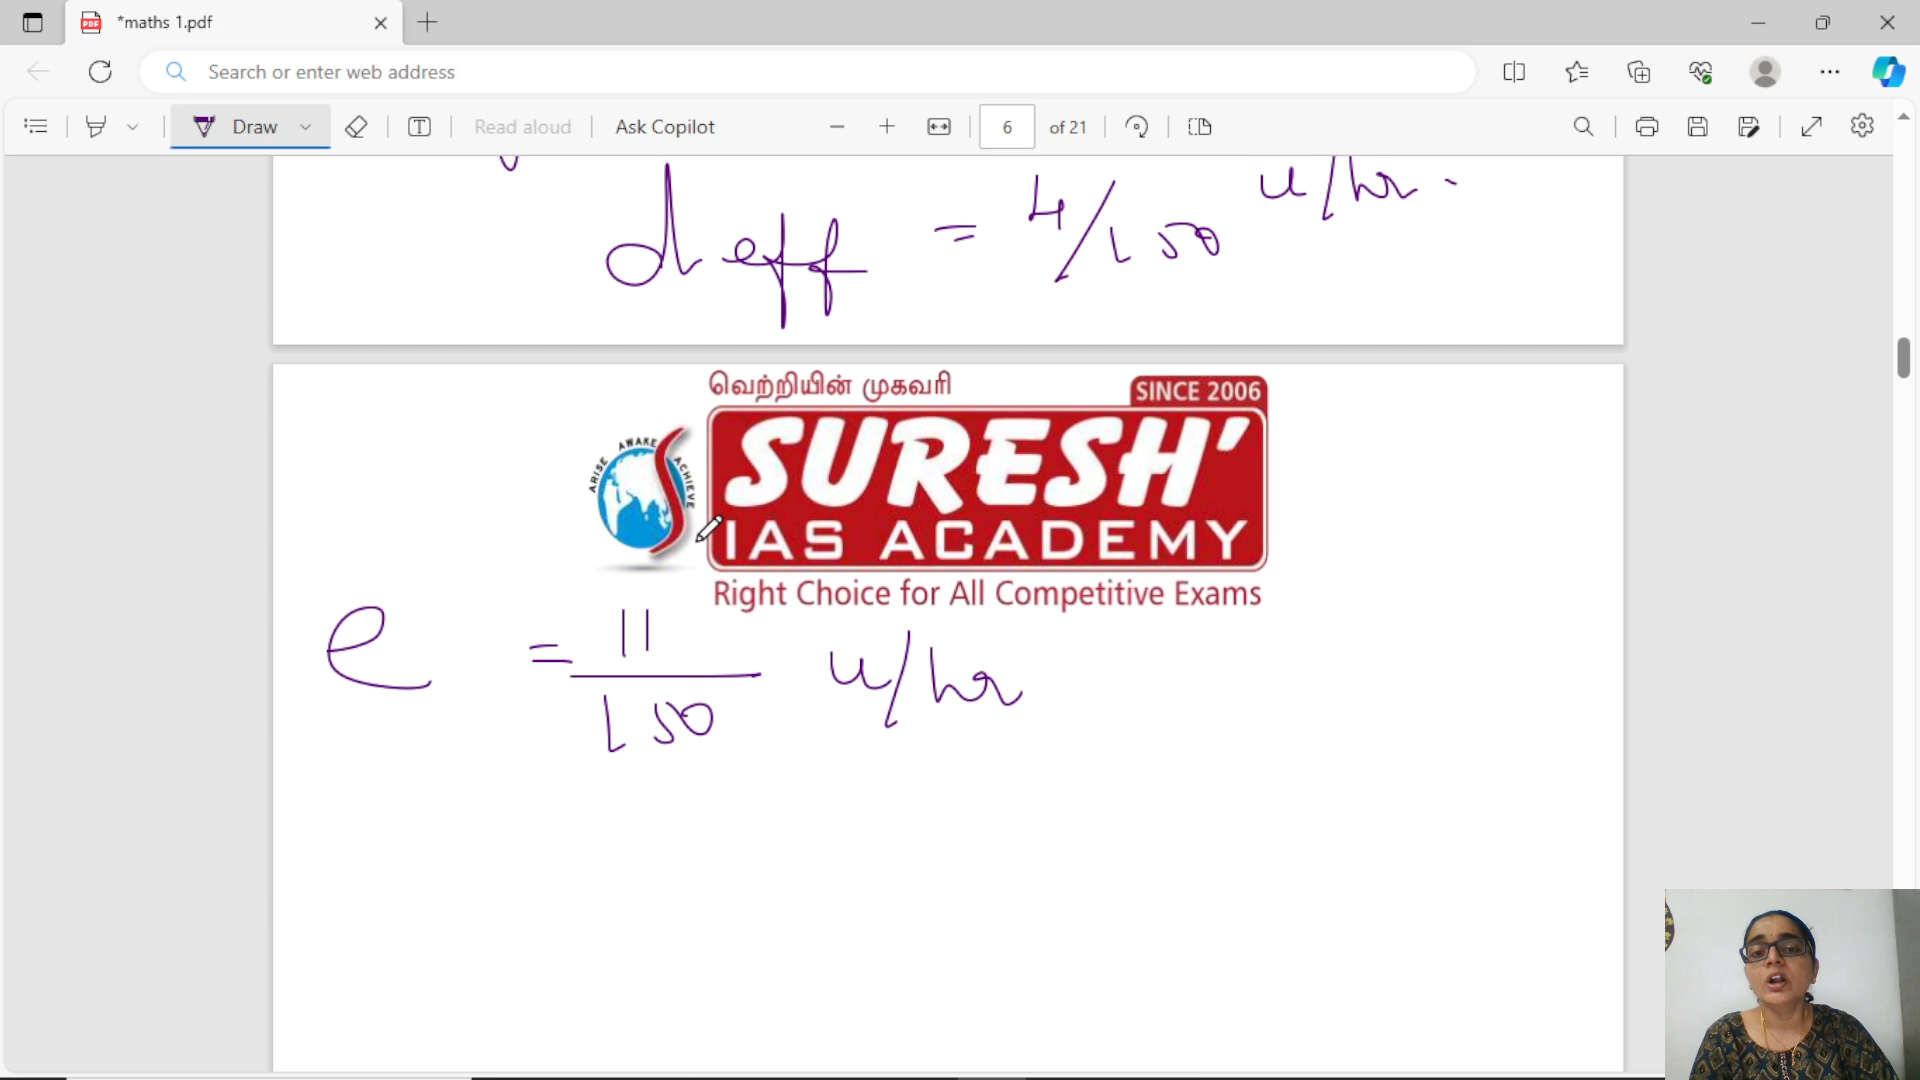 *maths 1.pdf
Search or enter web address
Draw
Read aloud
Ask Copilot
6 of 21
d eff = 4/150 u/hr.
வெற்றியின் முகவரி
SINCE 2006
ARISE AWAKE ACHIEVE
SURESH'
IAS ACADEMY
Right Choice for All Competitive Exams
e = 11/150 u/hr